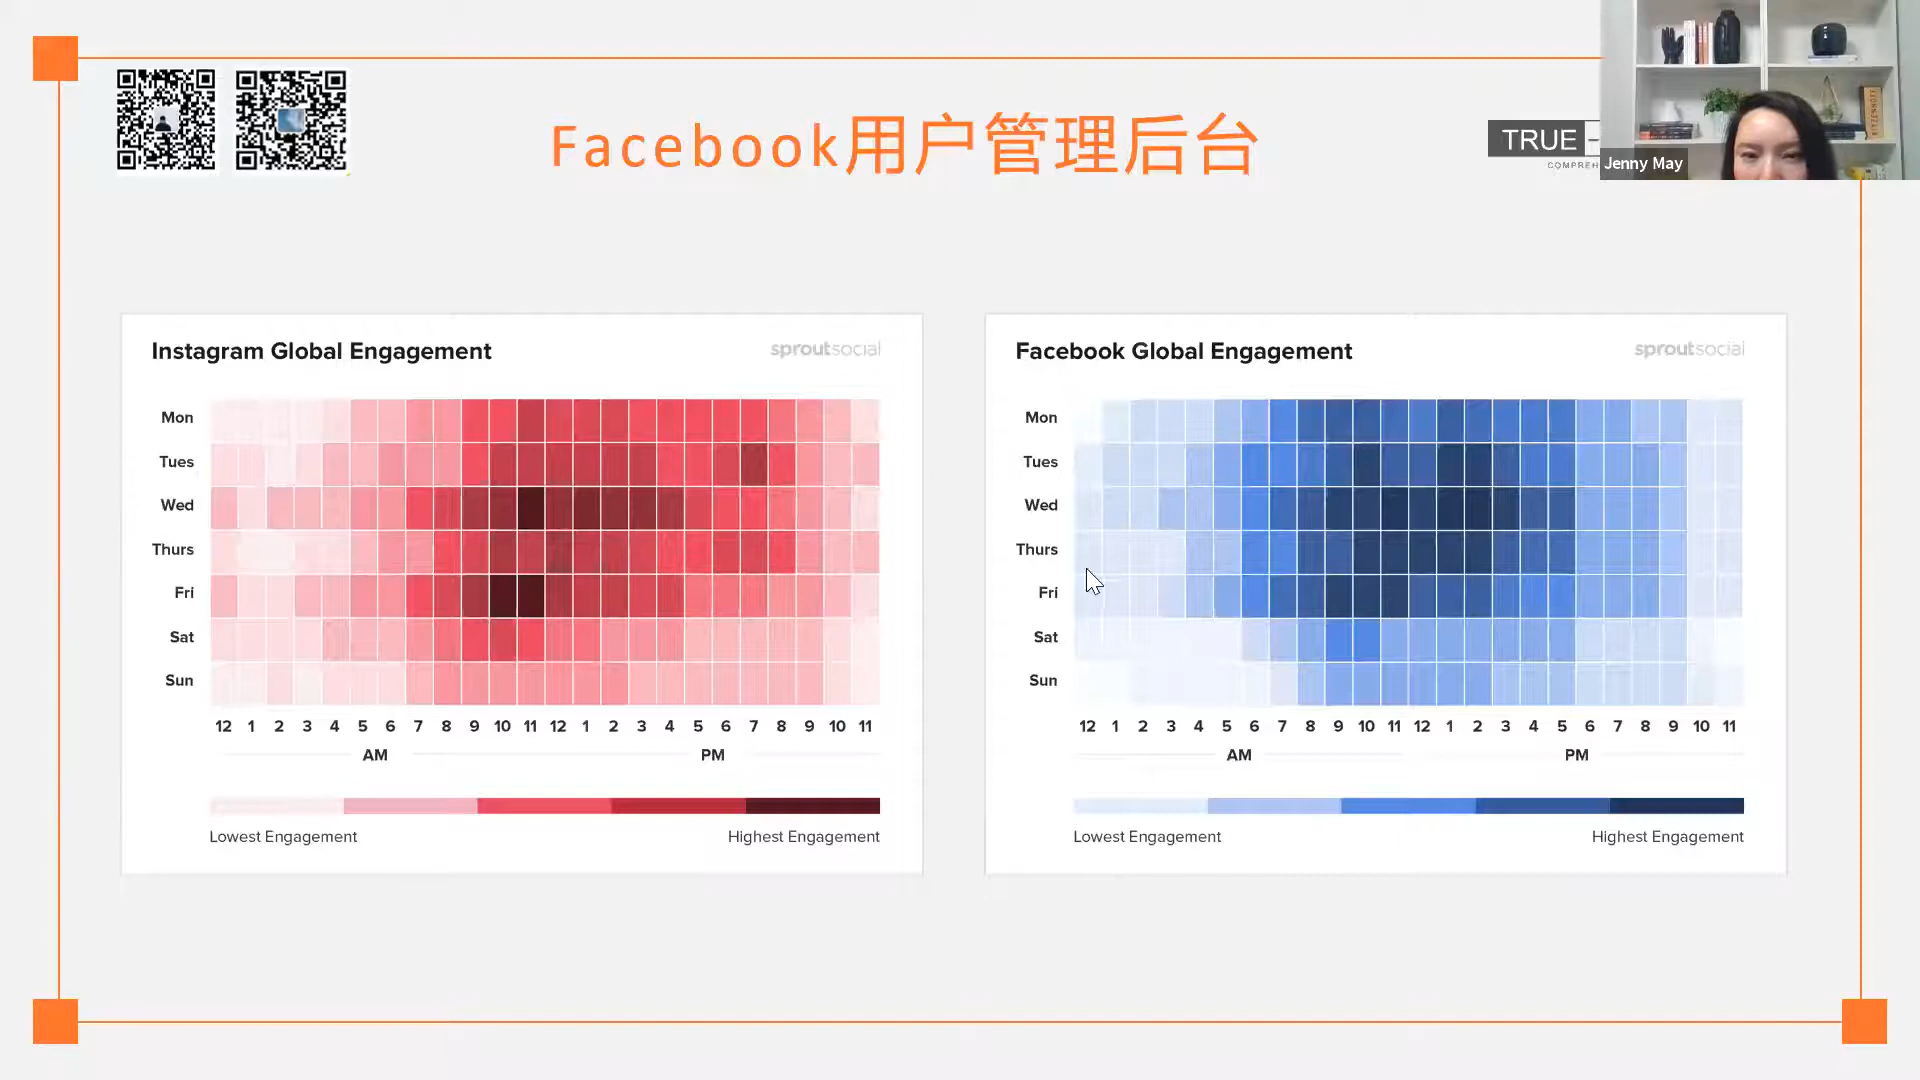 Facebook用户管理后台
TRUE
COMPREH
Jenny May
Instagram Global Engagement
sproutsocial
Mon
Tues
Wed
Thurs
Fri
Sat
Sun
12 1 2 3 4 5 6 7 8 9 10 11 12 1 2 3 4 5 6 7 8 9 10 11
AM PM
Lowest Engagement Highest Engagement
Facebook Global Engagement
sproutsocial
Mon
Tues
Wed
Thurs
Fri
Sat
Sun
12 1 2 3 4 5 6 7 8 9 10 11 12 1 2 3 4 5 6 7 8 9 10 11
AM PM
Lowest Engagement Highest Engagement